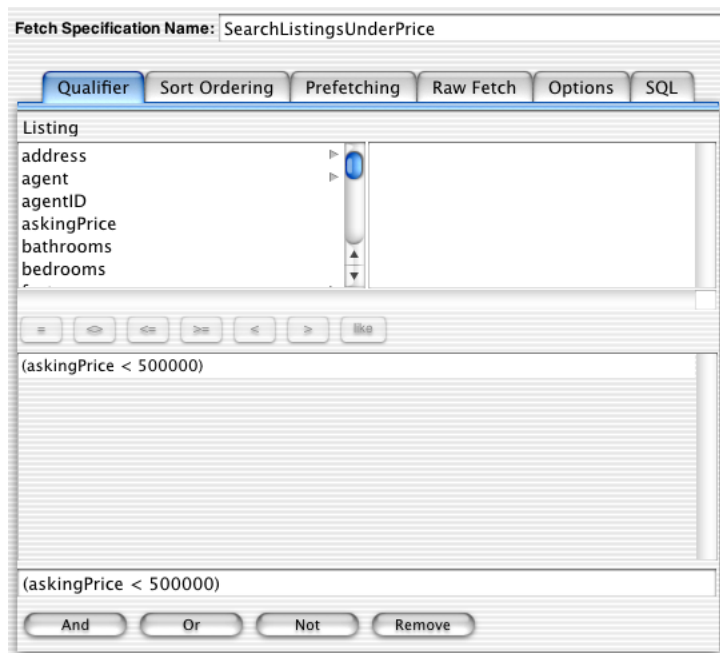 Fetch Specification Name: SearchListingsUnderPrice
Qualifier Sort Ordering Prefetching Raw Fetch Options SQL
Listing
address
agent
agentID
askingPrice
bathrooms
bedrooms
= <> <= >= < > like
(askingPrice < 500000)
(askingPrice < 500000)
And Or Not Remove